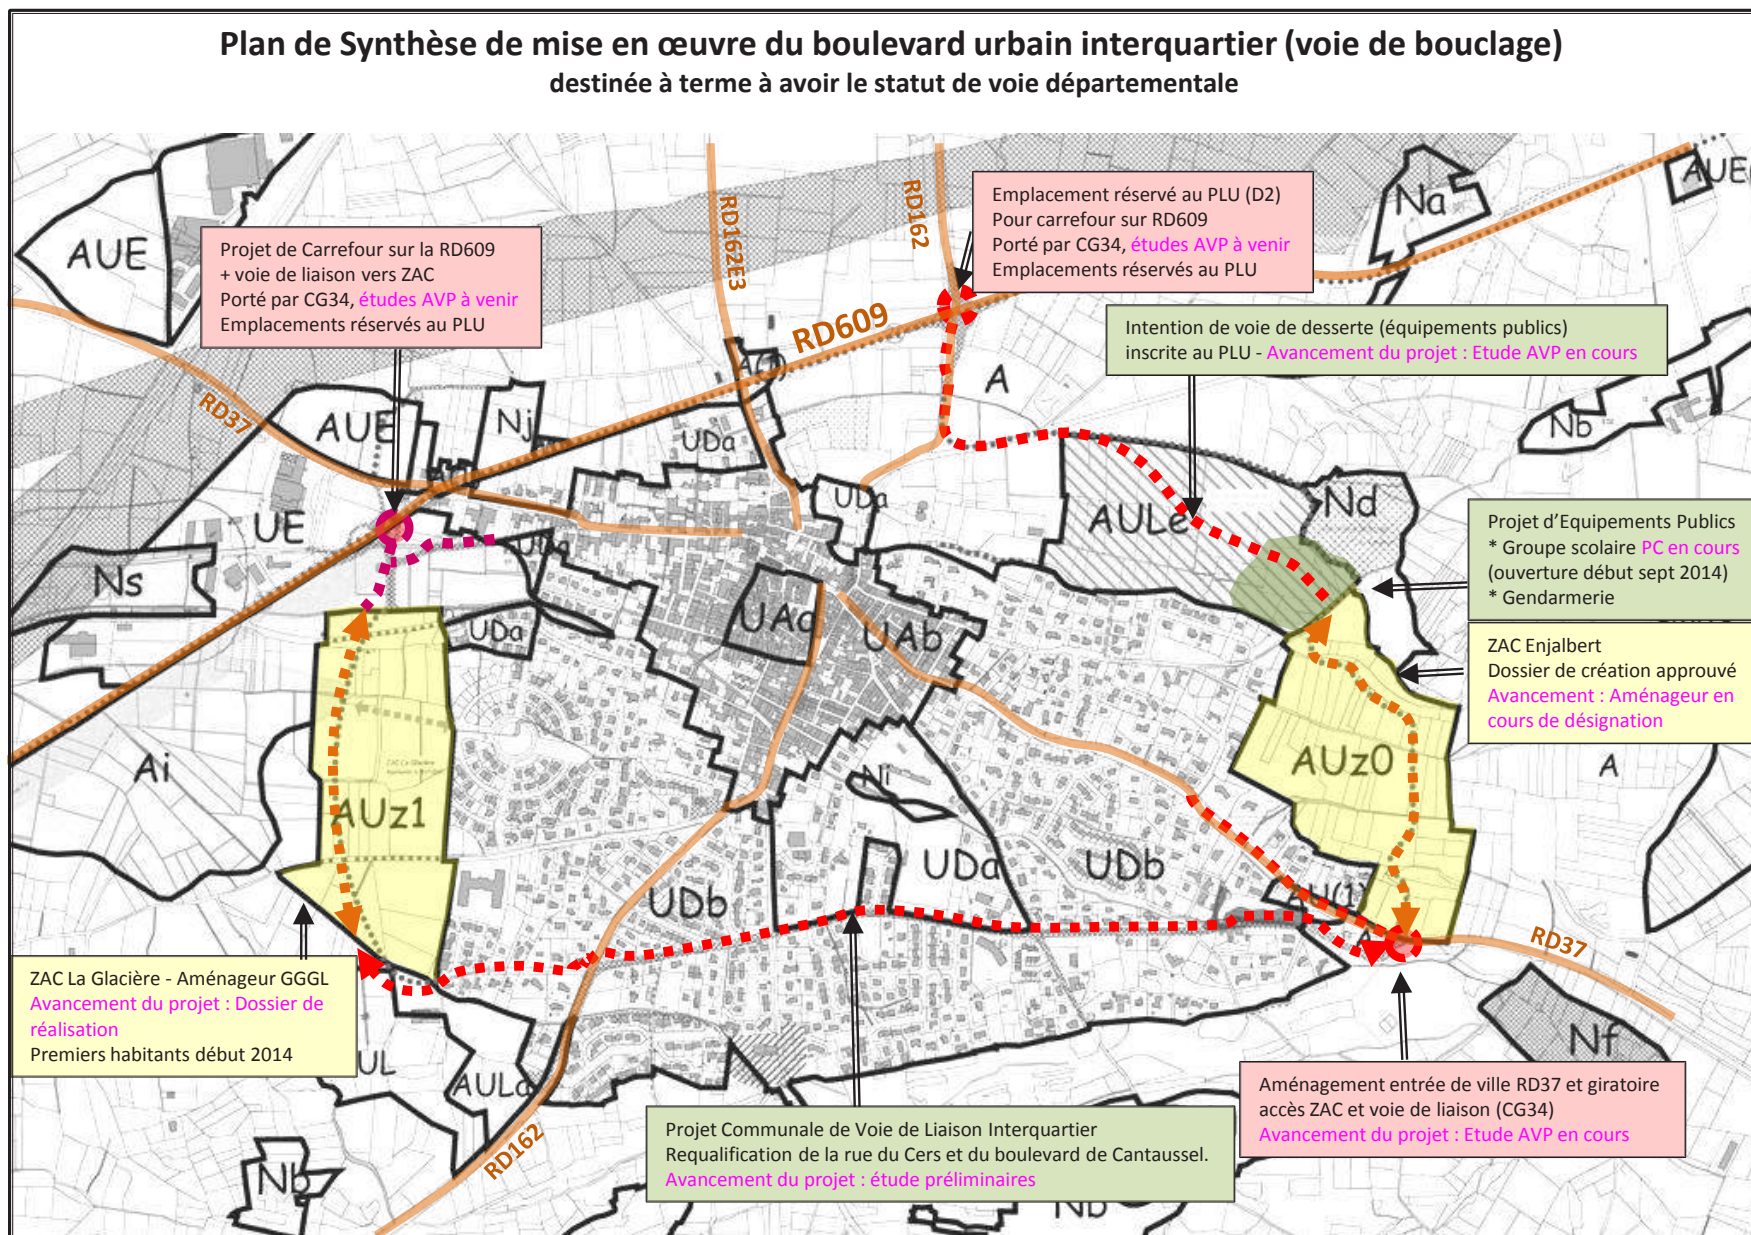 Plan de Synthèse de mise en œuvre du boulevard urbain interquartier (voie de bouclage)
destinée à terme à avoir le statut de voie départementale
Emplacement réservé au PLU (D2)
Pour carrefour sur RD609
Porté par CG34, études AVP à venir
Emplacements réservés au PLU
Projet de Carrefour sur la RD609
+ voie de liaison vers ZAC
Porté par CG34, études AVP à venir
Emplacements réservés au PLU
AUE
RD162E3
RD162
Na
AUE
RD609
Intention de voie de desserte (équipements publics)
inscrite au PLU - Avancement du projet : Etude AVP en cours
RD37
AUE
Nj
UDa
A
Nb
UE
UDa
AULe
Nd
Projet d'Equipements Publics
* Groupe scolaire PC en cours
(ouverture début sept 2014)
* Gendarmerie
Ns
UDa
UDa
UAa
UAb
ZAC Enjalbert
Dossier de création approuvé
Avancement : Aménageur en
cours de désignation
Ai
ZAC La Glacière
AUz1
Ni
AUz0
A
UDb
UDa
UDb
AU(1)
RD37
ZAC La Glacière - Aménageur GGGL
Avancement du projet : Dossier de
réalisation
Premiers habitants début 2014
UL
AULa
RD162
Nb
Projet Communale de Voie de Liaison Interquartier
Requalification de la rue du Cers et du boulevard de Cantaussel.
Avancement du projet : étude préliminaires
Nf
Aménagement entrée de ville RD37 et giratoire
accès ZAC et voie de liaison (CG34)
Avancement du projet : Etude AVP en cours
Nb